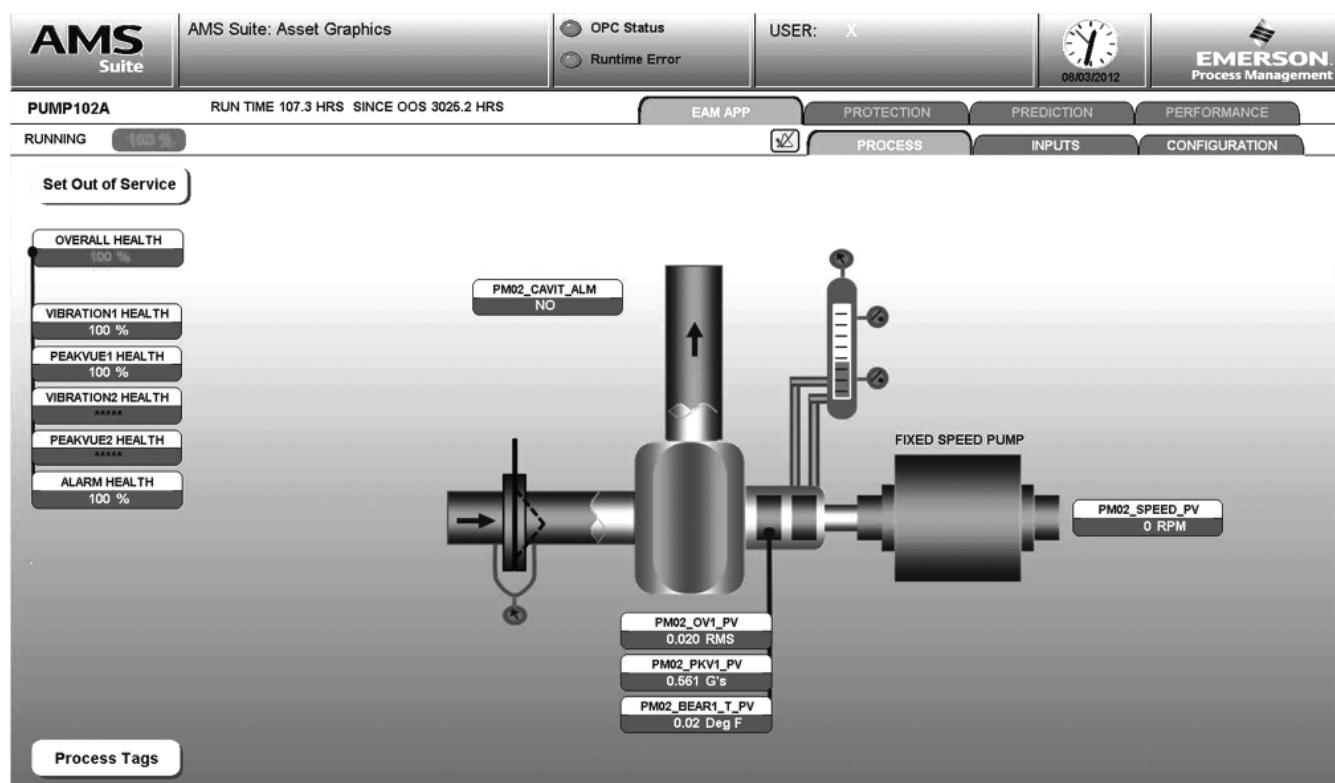 AMS
Suite
AMS Suite: Asset Graphics
OPC Status
Runtime Error
USER: X
08/03/2012
EMERSON.
Process Management
PUMP102A
RUN TIME 107.3 HRS SINCE OOS 3025.2 HRS
EAM APP
PROTECTION
PREDICTION
PERFORMANCE
RUNNING
100 %
PROCESS
INPUTS
CONFIGURATION
Set Out of Service
OVERALL HEALTH
100 %
VIBRATION1 HEALTH
100 %
PEAKVUE1 HEALTH
100 %
VIBRATION2 HEALTH
*****
PEAKVUE2 HEALTH
*****
ALARM HEALTH
100 %
PM02_CAVIT_ALM
NO
FIXED SPEED PUMP
PM02_SPEED_PV
0 RPM
PM02_OV1_PV
0.020 RMS
PM02_PKV1_PV
0.561 G's
PM02_BEAR1_T_PV
0.02 Deg F
Process Tags